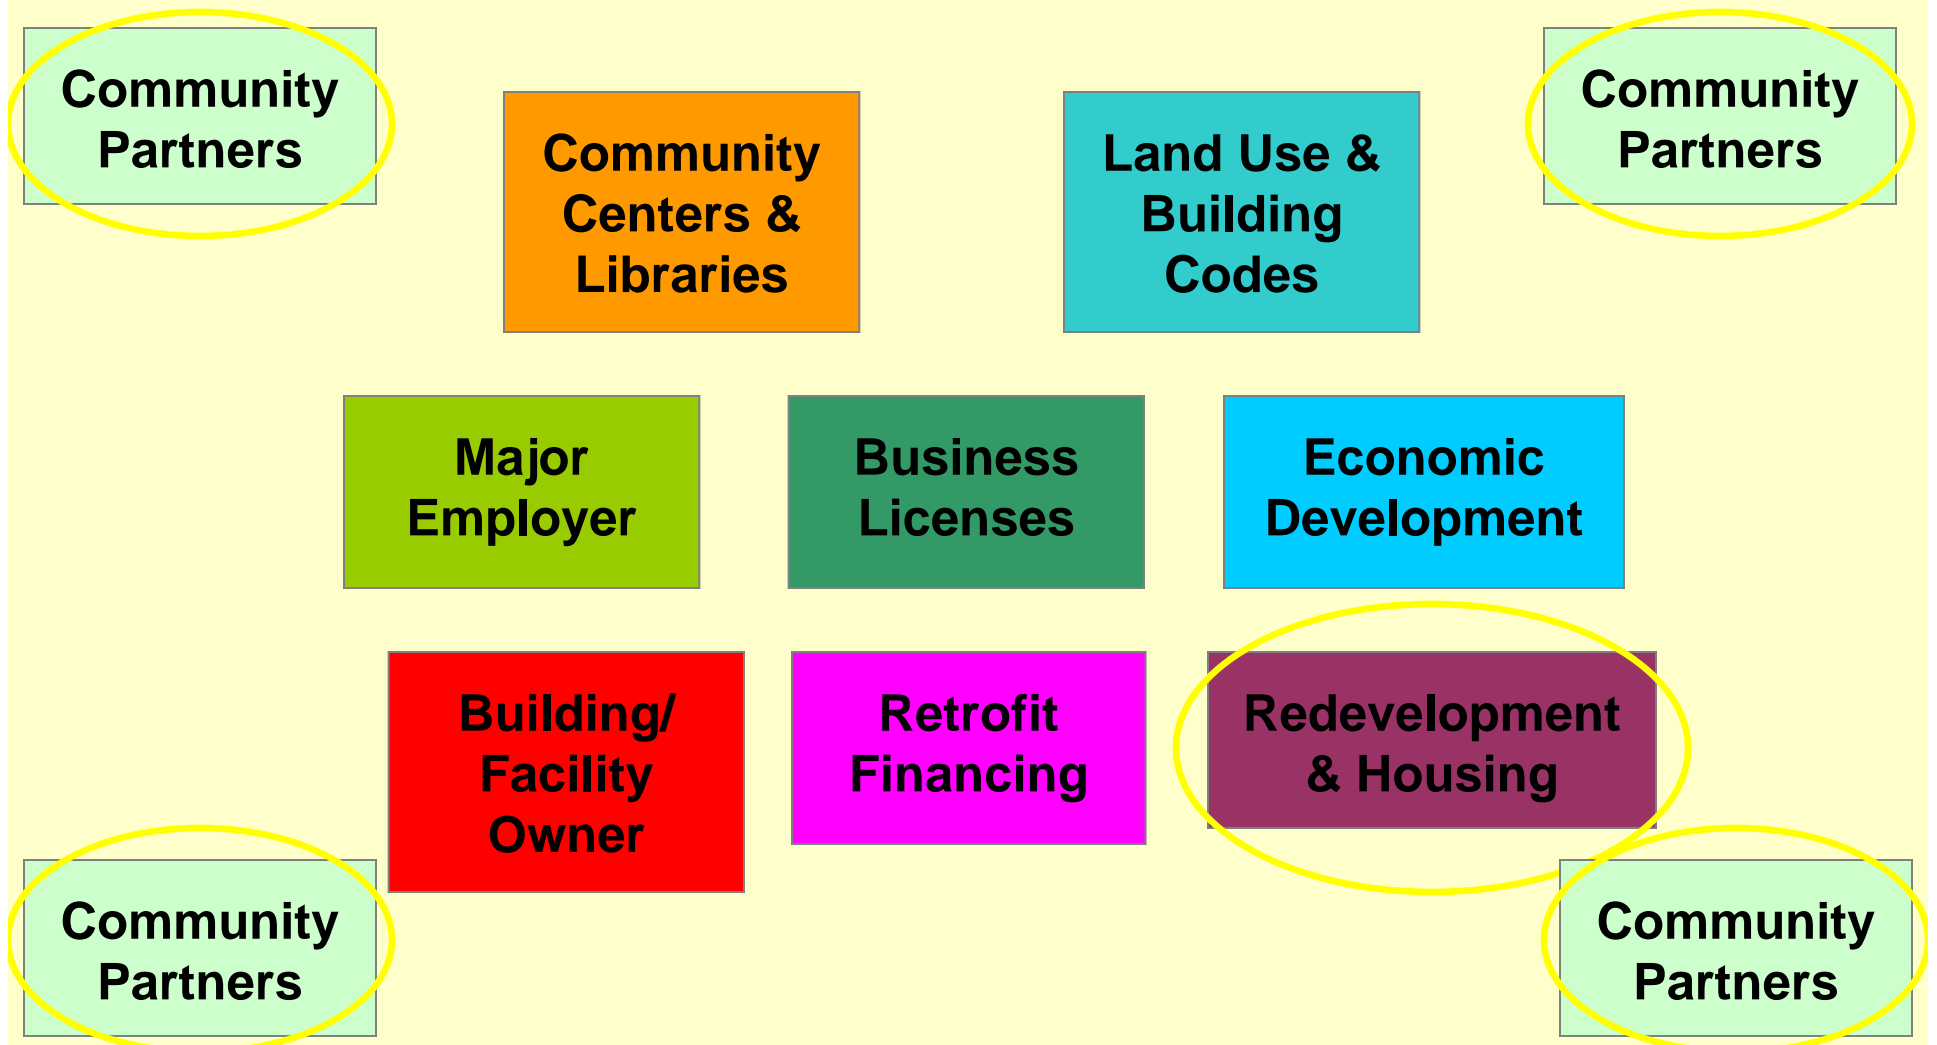 Community
Partners
Community
Centers &
Libraries
Land Use &
Building
Codes
Community
Partners
Major
Employer
Business
Licenses
Economic
Development
Building/
Facility
Owner
Retrofit
Financing
Redevelopment
& Housing
Community
Partners
Community
Partners